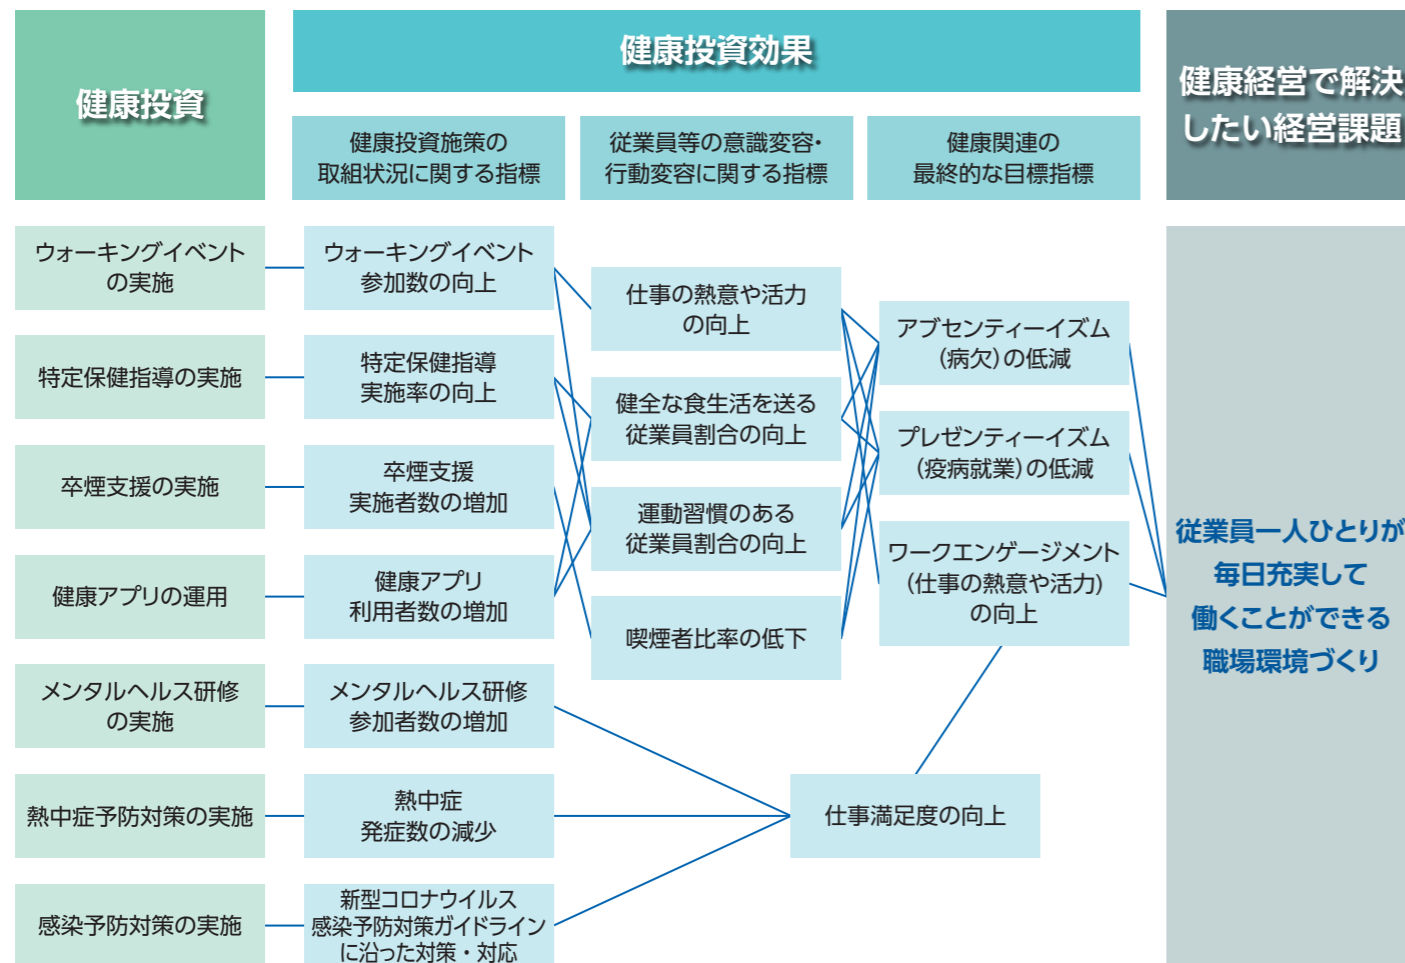 健康投資
健康投資効果
健康経営で解決
したい経営課題
健康投資施策の
取組状況に関する指標
従業員等の意識変容・
行動変容に関する指標
健康関連の
最終的な目標指標
ウォーキングイベント
の実施
特定保健指導の実施
卒煙支援の実施
健康アプリの運用
メンタルヘルス研修
の実施
熱中症予防対策の実施
感染予防対策の実施
ウォーキングイベント
参加数の向上
特定保健指導
実施率の向上
卒煙支援
実施者数の増加
健康アプリ
利用者数の増加
メンタルヘルス研修
参加者数の増加
熱中症
発症数の減少
新型コロナウイルス
感染予防対策ガイドライン
に沿った対策・対応
仕事の熱意や活力
の向上
健全な食生活を送る
従業員割合の向上
運動習慣のある
従業員割合の向上
喫煙者比率の低下
仕事満足度の向上
アブセンティーイズム
(病欠)の低減
プレゼンティーイズム
(疫病就業)の低減
ワークエンゲージメント
(仕事の熱意や活力)
の向上
従業員一人ひとりが
毎日充実して
働くことができる
職場環境づくり